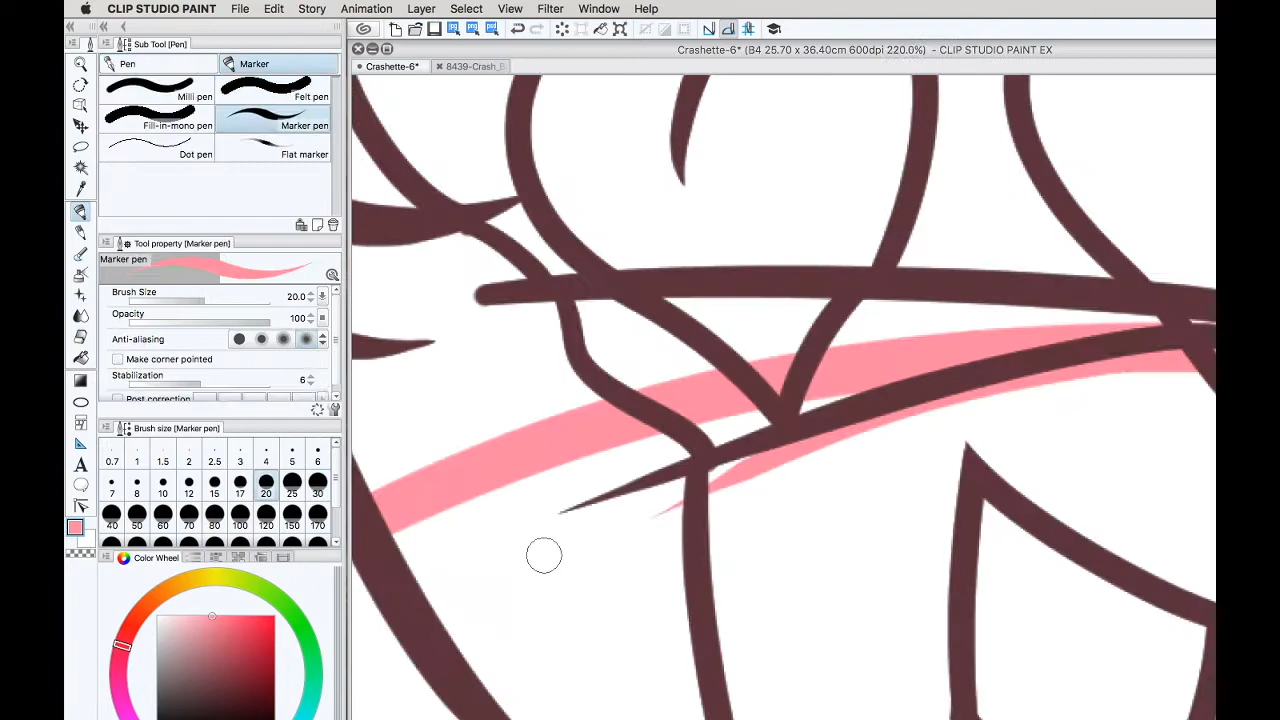 CLIP STUDIO PAINT File Edit Story Animation Layer Select View Filter Window Help
Sub Tool [Pen]
Crashette-6* (B4 25.70 x 36.40cm 600dpi 220.0%) - CLIP STUDIO PAINT EX
Pen Marker
Crashette-6* 8439-Crash_B
Milli pen Felt pen
Fill-in-mono pen Marker pen
Dot pen Flat marker
Tool property [Marker pen]
Marker pen
Brush Size 20.0
Opacity 100
Anti-aliasing
Make corner pointed
Stabilization 6
Post correction
Brush size [Marker pen]
0.7 1 1.5 2 2.5 3 4 5 6
7 8 10 12 15 17 20 25 30
40 50 60 70 80 100 120 150 170
Color Wheel